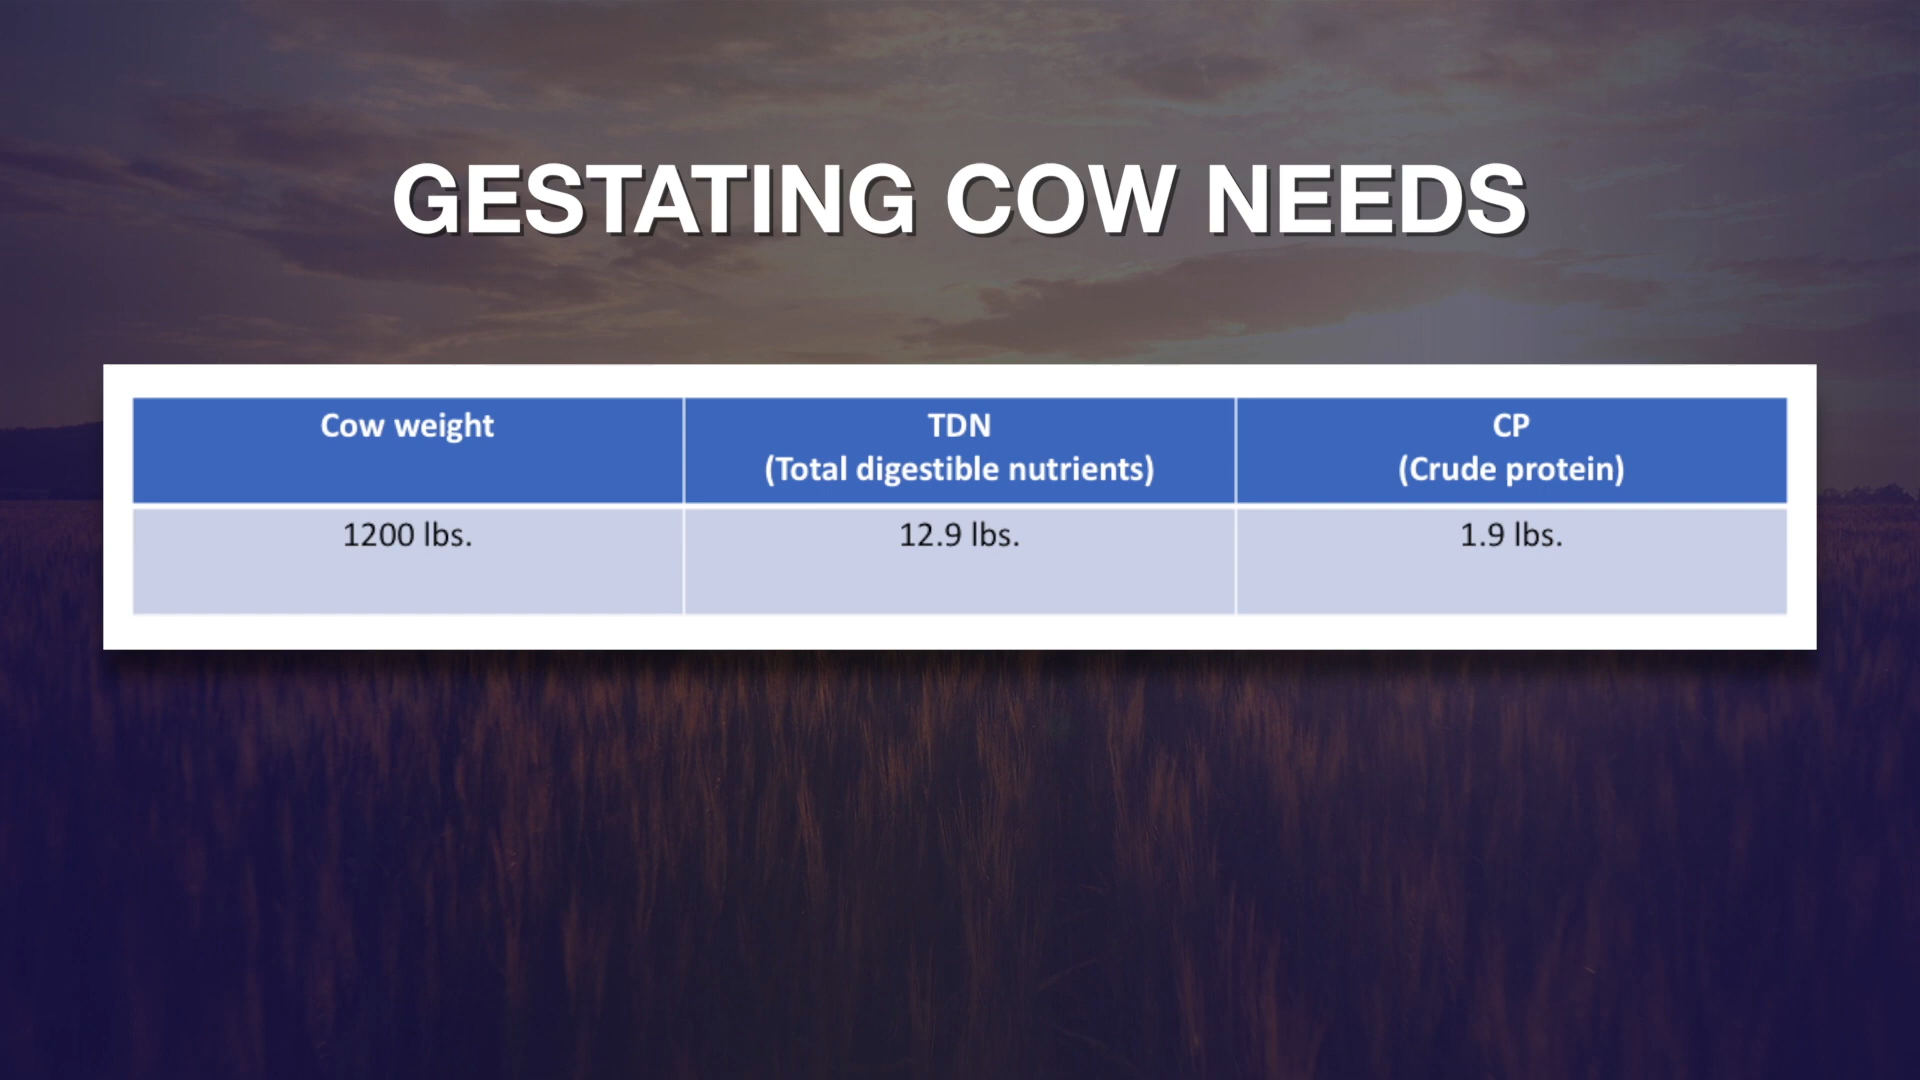 GESTATING COW NEEDS
Cow weight
TDN
(Total digestible nutrients)
CP
(Crude protein)
1200 lbs.
12.9 lbs.
1.9 lbs.